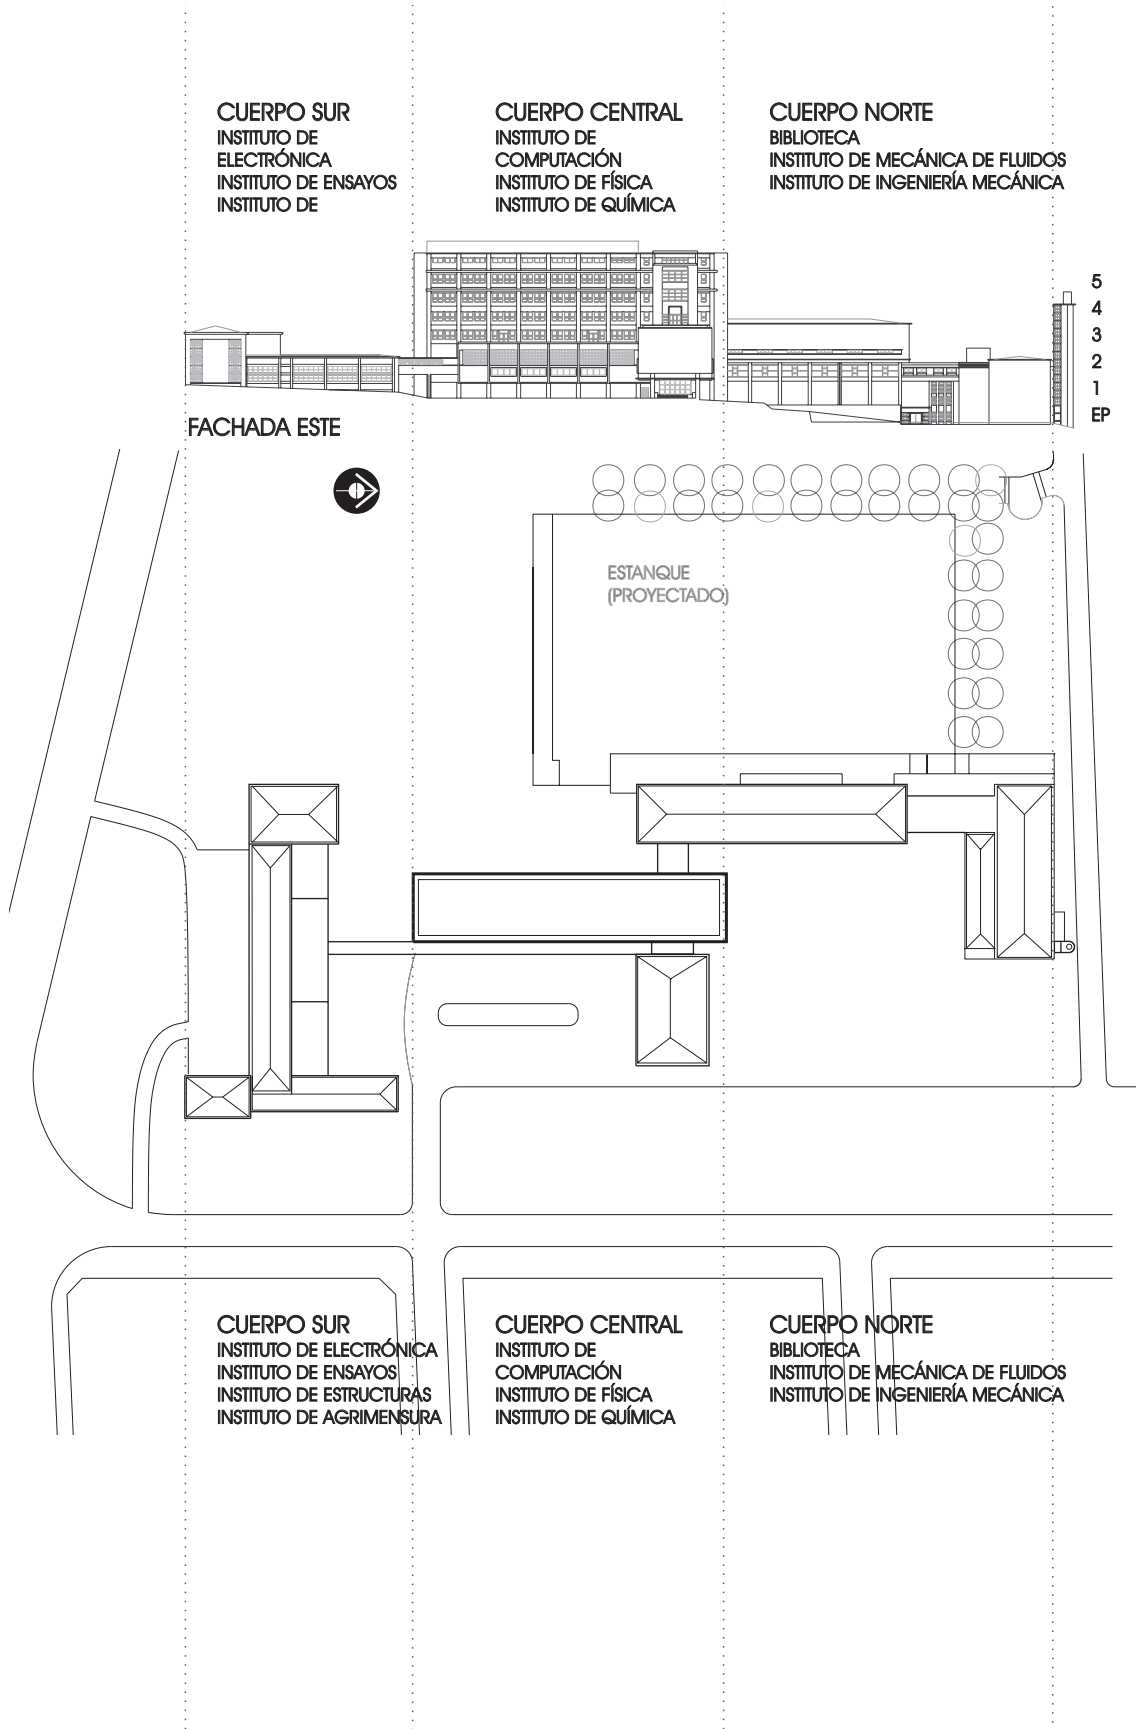 CUERPO SUR
INSTITUTO DE
ELECTRÓNICA
INSTITUTO DE ENSAYOS
INSTITUTO DE
CUERPO CENTRAL
INSTITUTO DE
COMPUTACIÓN
INSTITUTO DE FÍSICA
INSTITUTO DE QUÍMICA
CUERPO NORTE
BIBLIOTECA
INSTITUTO DE MECÁNICA DE FLUIDOS
INSTITUTO DE INGENIERÍA MECÁNICA
5
4
3
2
1
EP
FACHADA ESTE
ESTANQUE
(PROYECTADO)
CUERPO SUR
INSTITUTO DE ELECTRÓNICA
INSTITUTO DE ENSAYOS
INSTITUTO DE ESTRUCTURAS
INSTITUTO DE AGRIMENSURA
CUERPO CENTRAL
INSTITUTO DE
COMPUTACIÓN
INSTITUTO DE FÍSICA
INSTITUTO DE QUÍMICA
CUERPO NORTE
BIBLIOTECA
INSTITUTO DE MECÁNICA DE FLUIDOS
INSTITUTO DE INGENIERÍA MECÁNICA